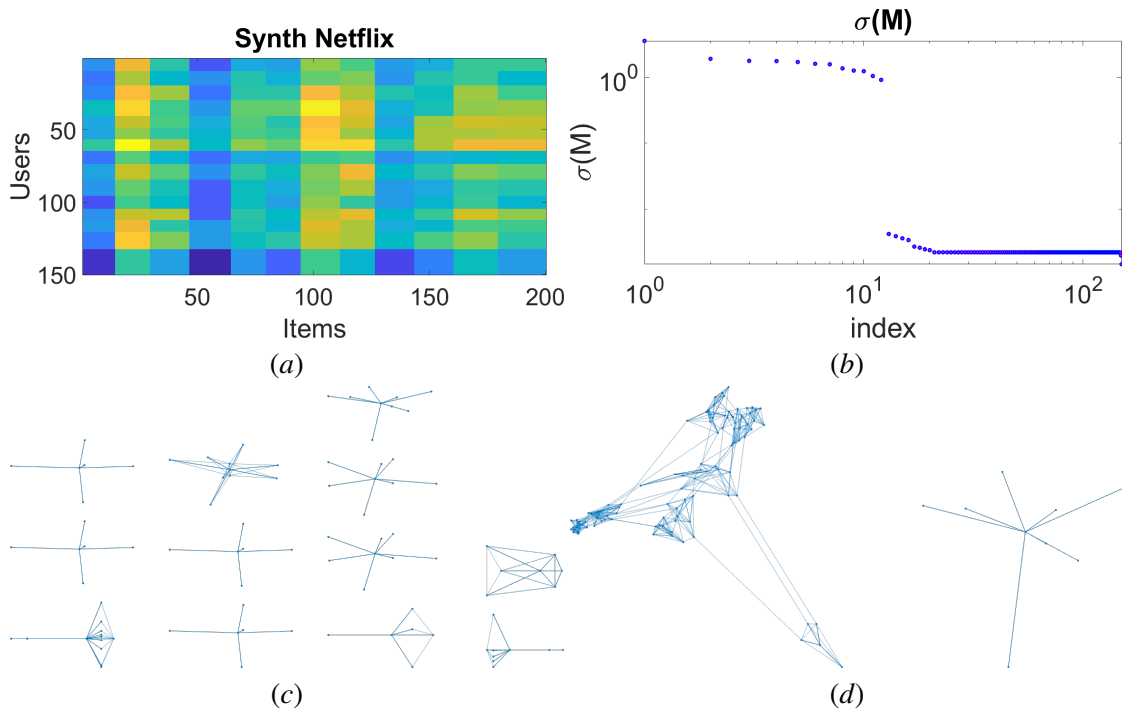 Synth Netflix
Users
50
100
150
50
100
150
200
Items
(a)
σ(M)
σ(M)
10^0
10^0
10^1
10^2
index
(b)
(c)
(d)